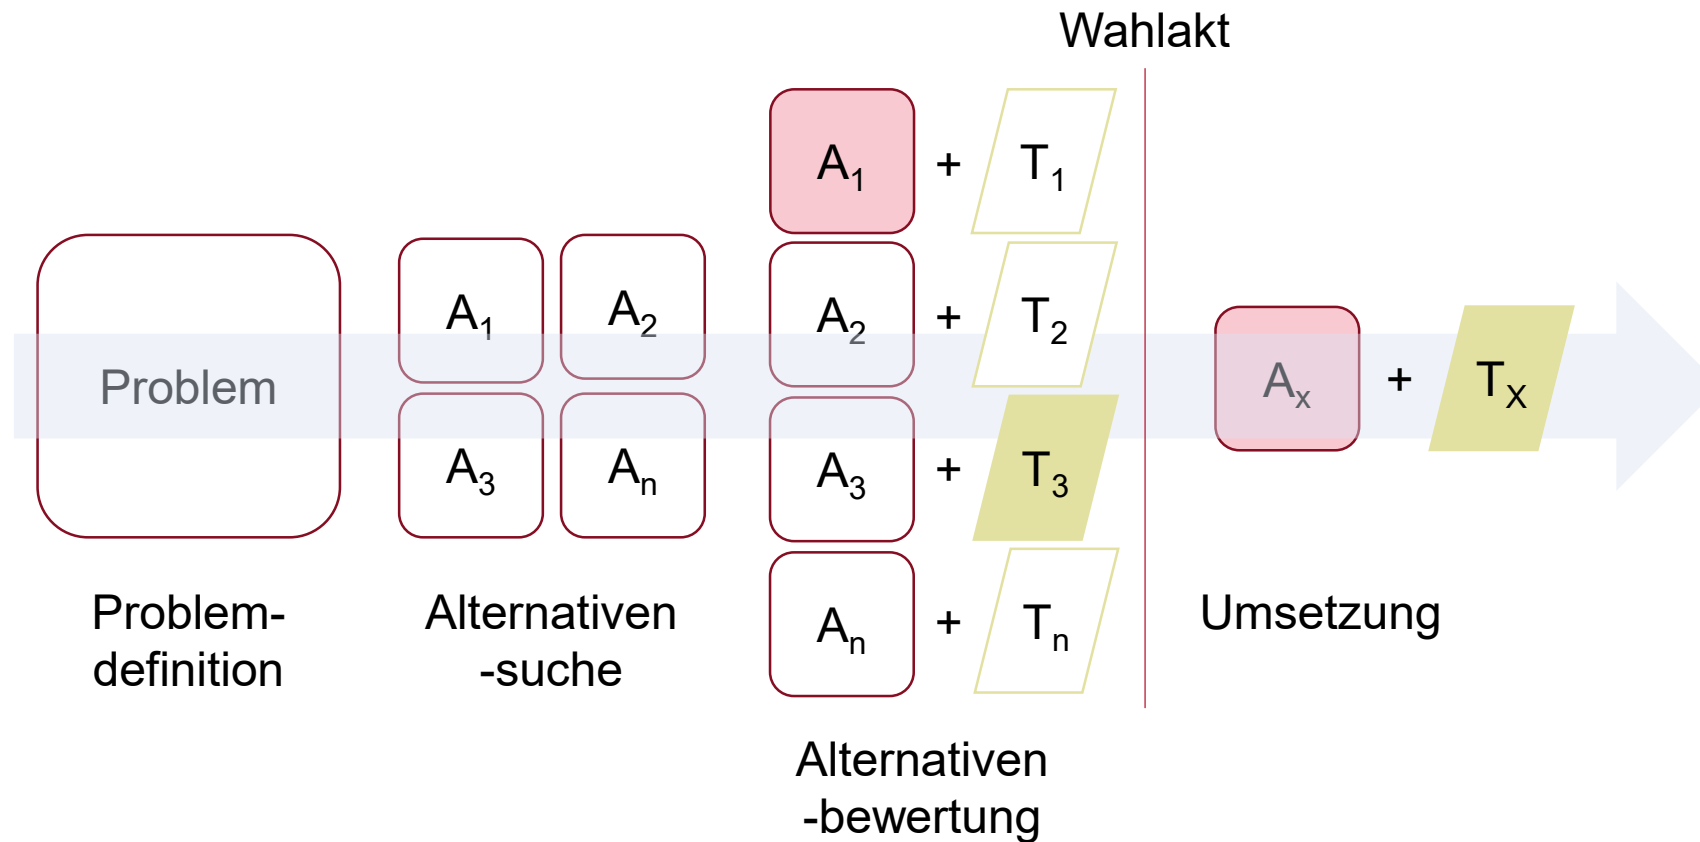 Wahlakt
Problem
Problem-
definition
A1 A2
A3 An
Alternativen
-suche
A1 + T1
A2 + T2
A3 + T3
An + Tn
Alternativen
-bewertung
Ax + TX
Umsetzung